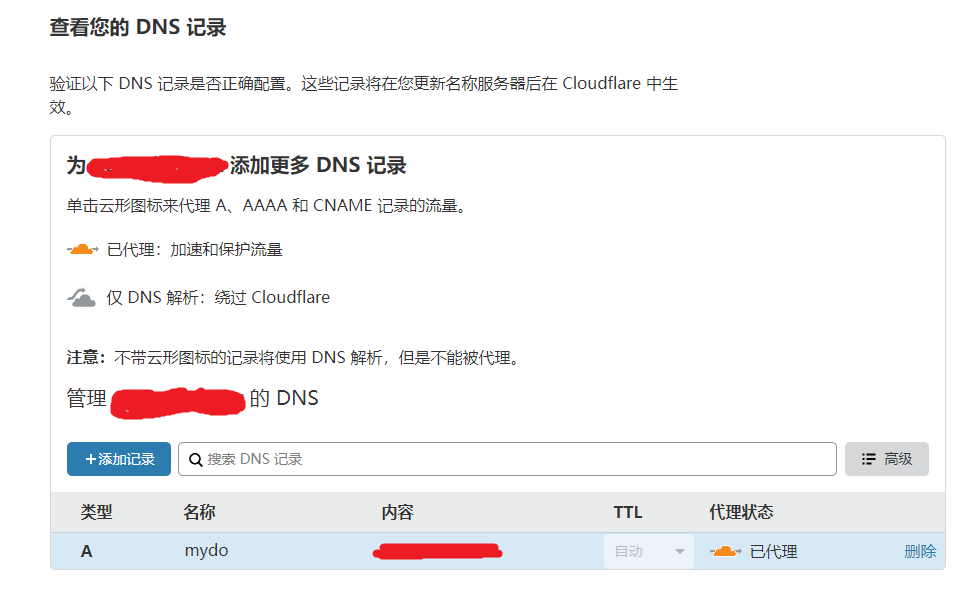 查看您的 DNS 记录
验证以下 DNS 记录是否正确配置。这些记录将在您更新名称服务器后在 Cloudflare 中生
效。
为 添加更多 DNS 记录
单击云形图标来代理 A、AAAA 和 CNAME 记录的流量。
已代理：加速和保护流量
仅 DNS 解析：绕过 Cloudflare
注意：不带云形图标的记录将使用 DNS 解析，但是不能被代理。
管理 的 DNS
+添加记录 搜索 DNS 记录 高级
类型 名称 内容 TTL 代理状态
A mydo 自动 已代理 删除